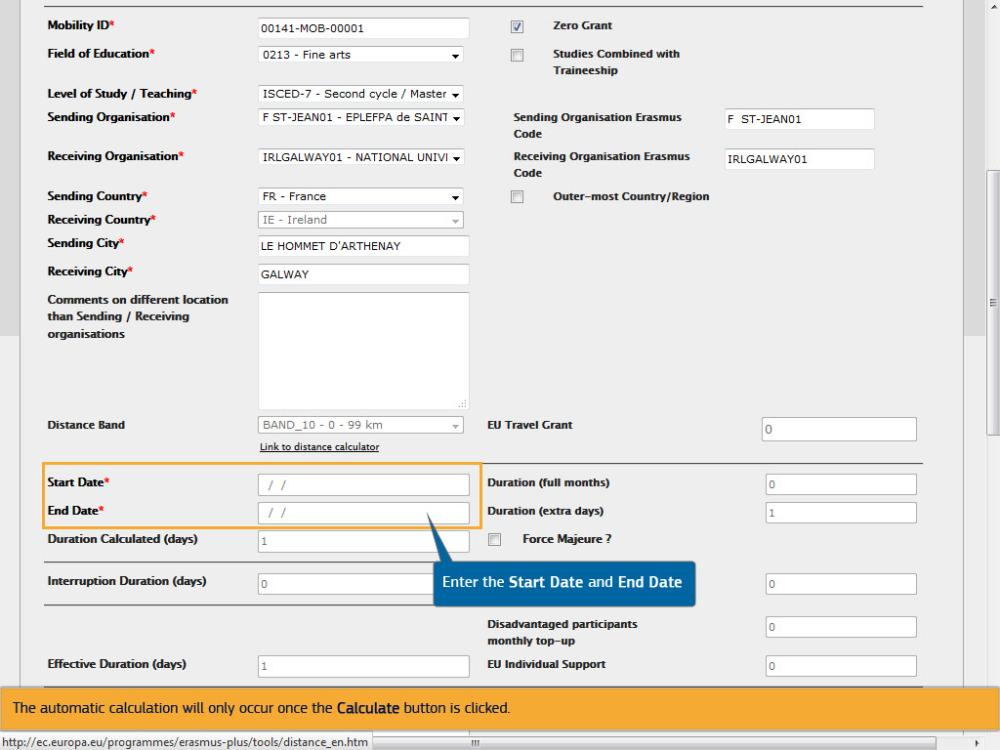 Mobility ID* 00141-MOB-00001 Zero Grant
Field of Education* 0213 - Fine arts Studies Combined with
Traineeship
Level of Study / Teaching* ISCED-7 - Second cycle / Master
Sending Organisation* F ST-JEAN01 - EPLEFPA de SAINT Sending Organisation Erasmus F ST-JEAN01
Code
Receiving Organisation* IRLGALWAY01 - NATIONAL UNIVI Receiving Organisation Erasmus IRLGALWAY01
Code
Sending Country* FR - France Outer-most Country/Region
Receiving Country* IE - Ireland
Sending City* LE HOMMET D'ARTHENAY
Receiving City* GALWAY
Comments on different location
than Sending / Receiving
organisations
Distance Band BAND_10 - 0 - 99 km EU Travel Grant 0
Link to distance calculator
Start Date* / / Duration (full months) 0
End Date* / / Duration (extra days) 1
Duration Calculated (days) 1 Force Majeure ?
Interruption Duration (days) 0 Enter the Start Date and End Date 0
Disadvantaged participants 0
monthly top-up
Effective Duration (days) 1 EU Individual Support 0
The automatic calculation will only occur once the Calculate button is clicked.
http://ec.europa.eu/programmes/erasmus-plus/tools/distance_en.htm